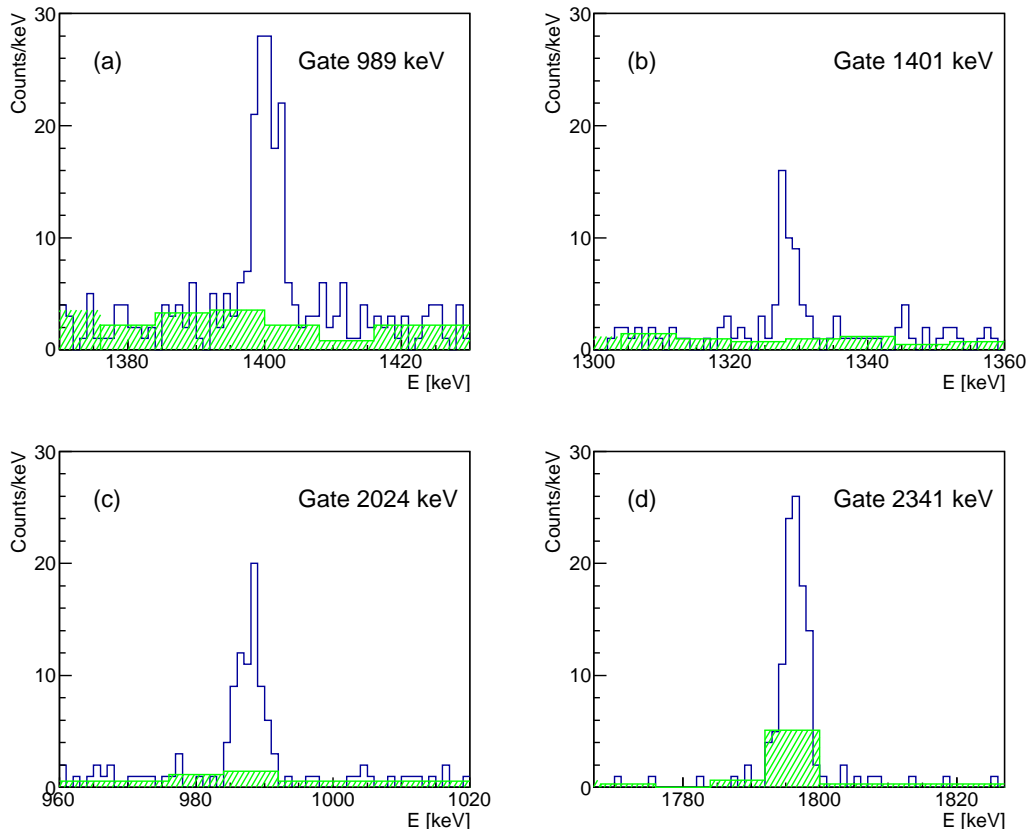 Counts/keV
30
20
10
0
(a)
Gate 989 keV
1380
1400
1420
E [keV]
Counts/keV
30
20
10
0
(b)
Gate 1401 keV
1300
1320
1340
1360
E [keV]
Counts/keV
30
20
10
0
(c)
Gate 2024 keV
960
980
1000
1020
E [keV]
Counts/keV
30
20
10
0
(d)
Gate 2341 keV
1780
1800
1820
E [keV]